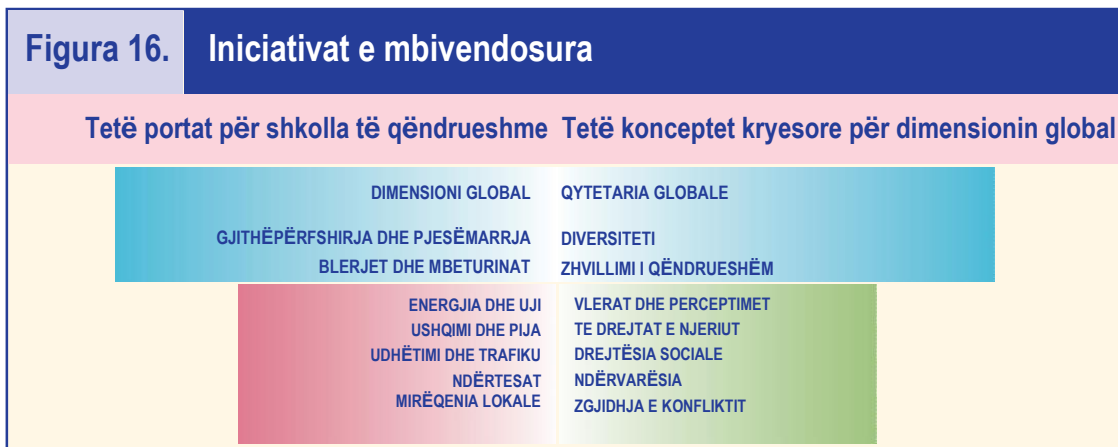 Figura 16. Iniciativat e mbivendosura
Tetë portat për shkolla të qëndrueshme Tetë konceptet kryesore për dimensionin global
DIMENSIONI GLOBAL QYTETARIA GLOBALE
GJITHËPËRFSHIRJA DHE PJESËMARRJA DIVERSITETI
BLERJET DHE MBETURINAT ZHVILLIMI I QËNDRUESHËM
ENERGJIA DHE UJI VLERAT DHE PERCEPTIMET
USHQIMI DHE PIJA TE DREJTAT E NJERIUT
UDHËTIMI DHE TRAFIKU DREJTËSIA SOCIALE
NDËRTESAT NDËRVARËSIA
MIRËQENIA LOKALE ZGJIDHJA E KONFLIKTIT